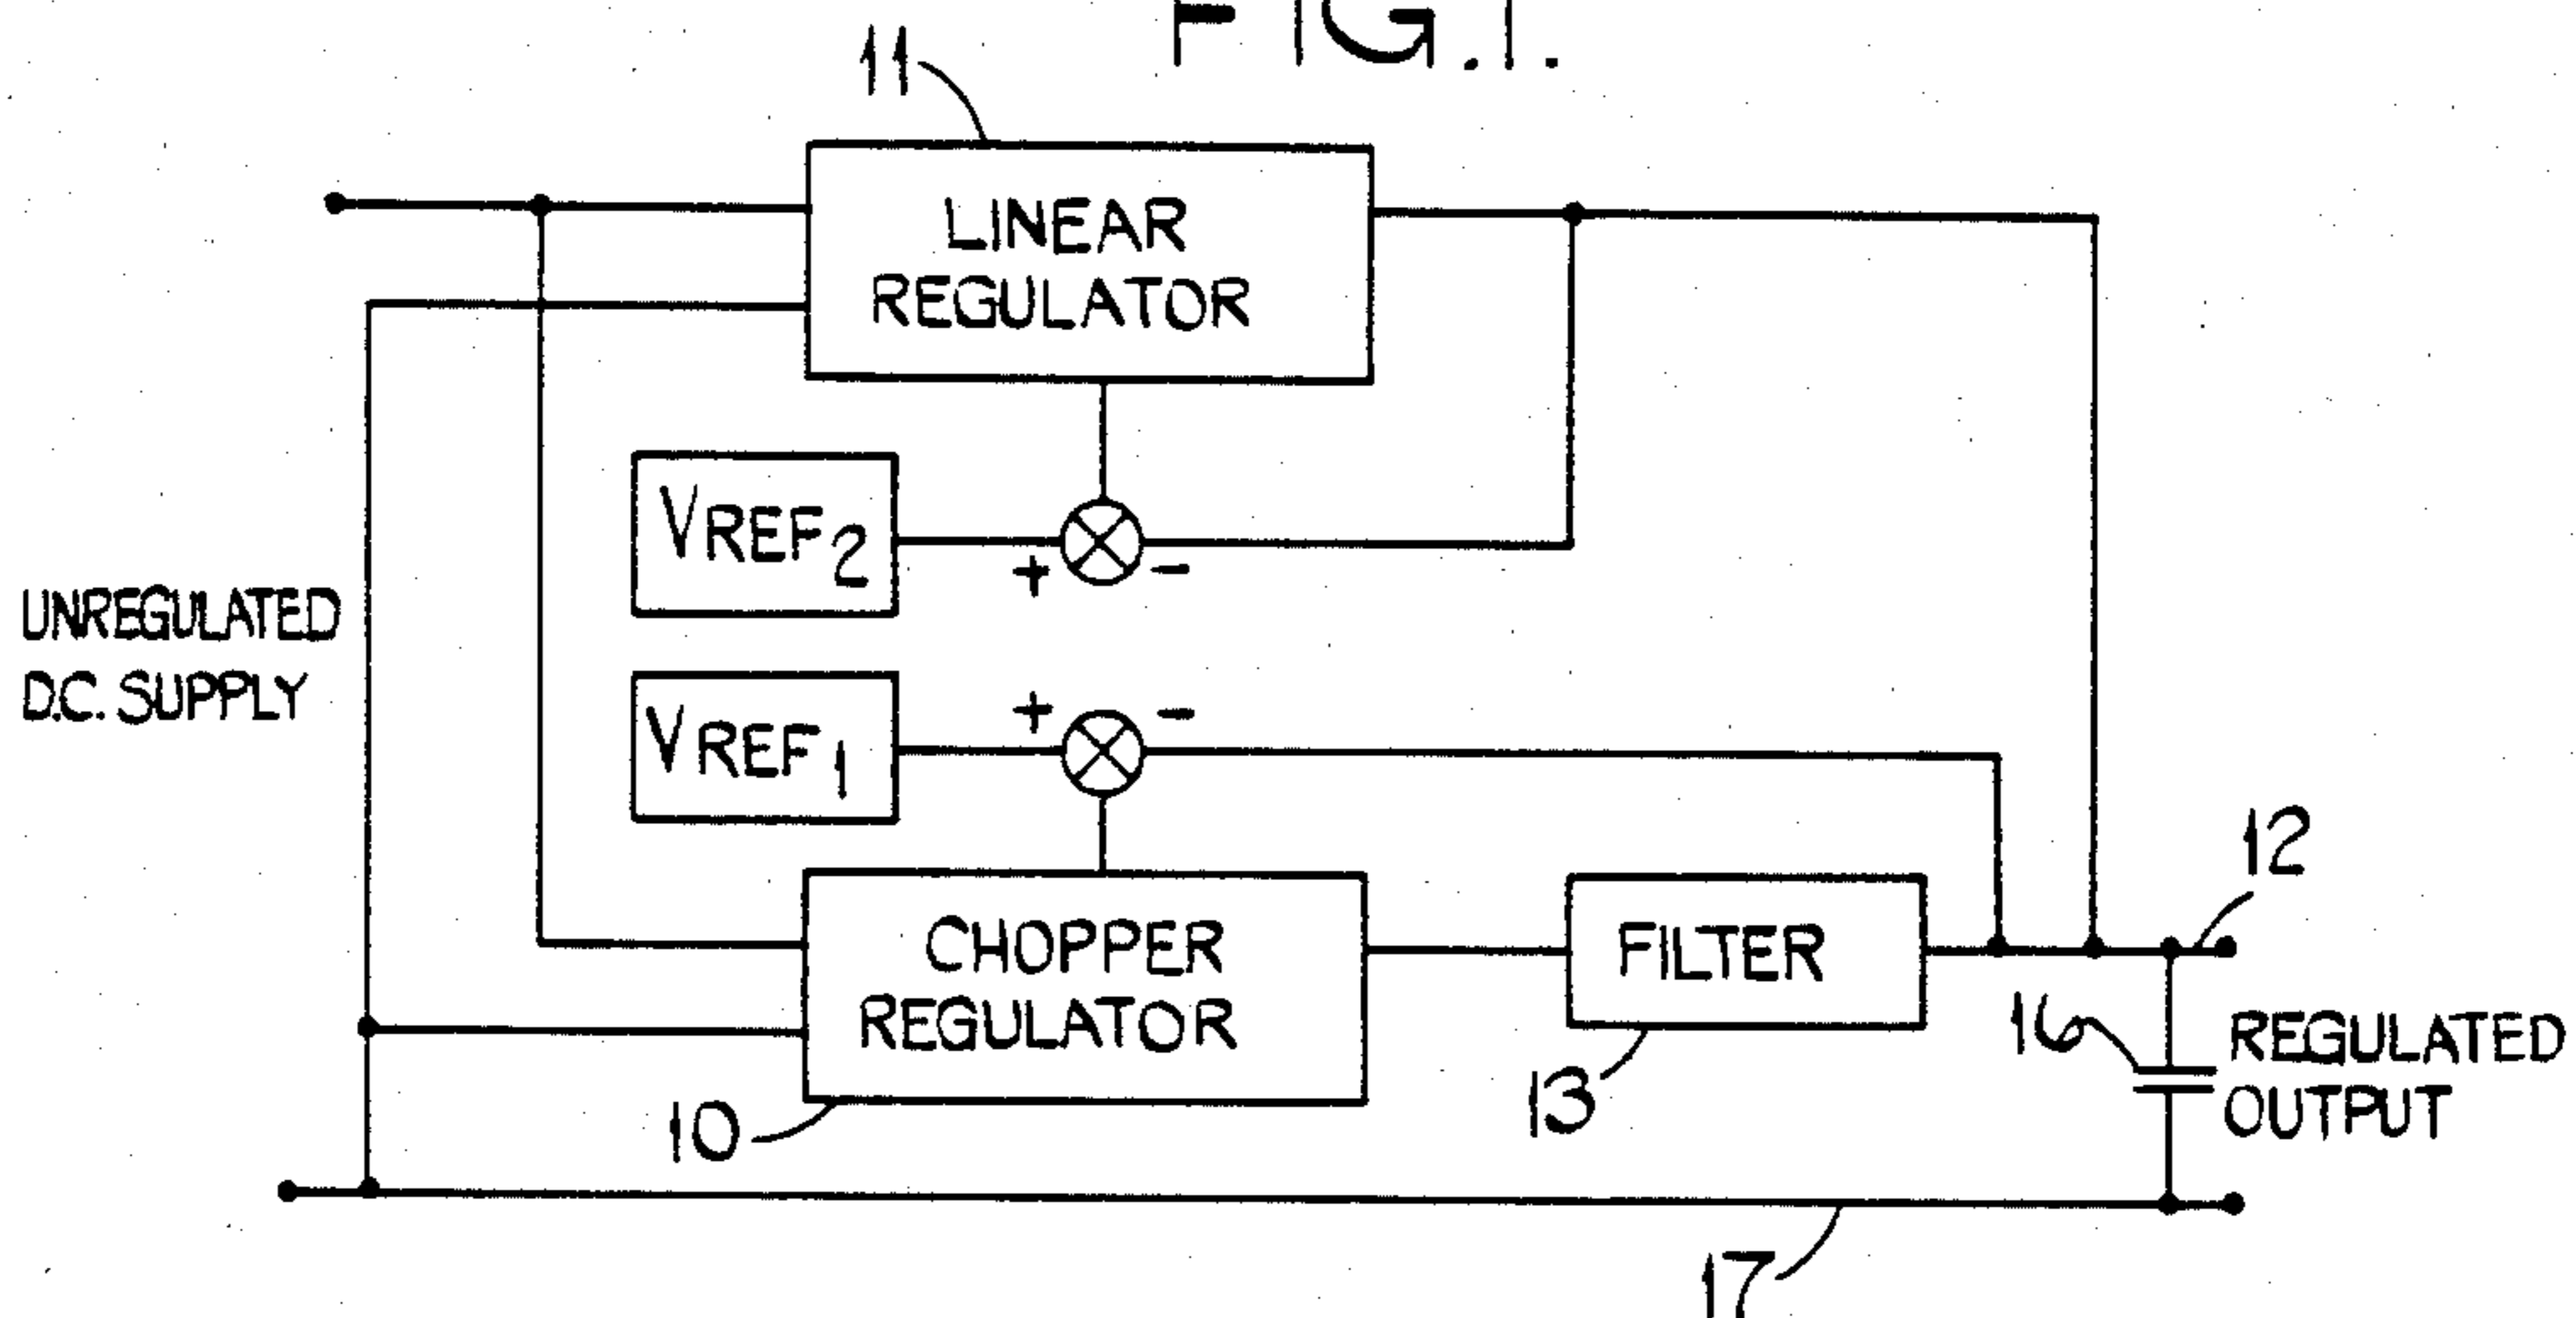 FIG.1.
11
LINEAR
REGULATOR
VREF2
+ -
UNREGULATED
D.C. SUPPLY
VREF1
+ -
12
CHOPPER
REGULATOR
FILTER
16
REGULATED
OUTPUT
10
13
17